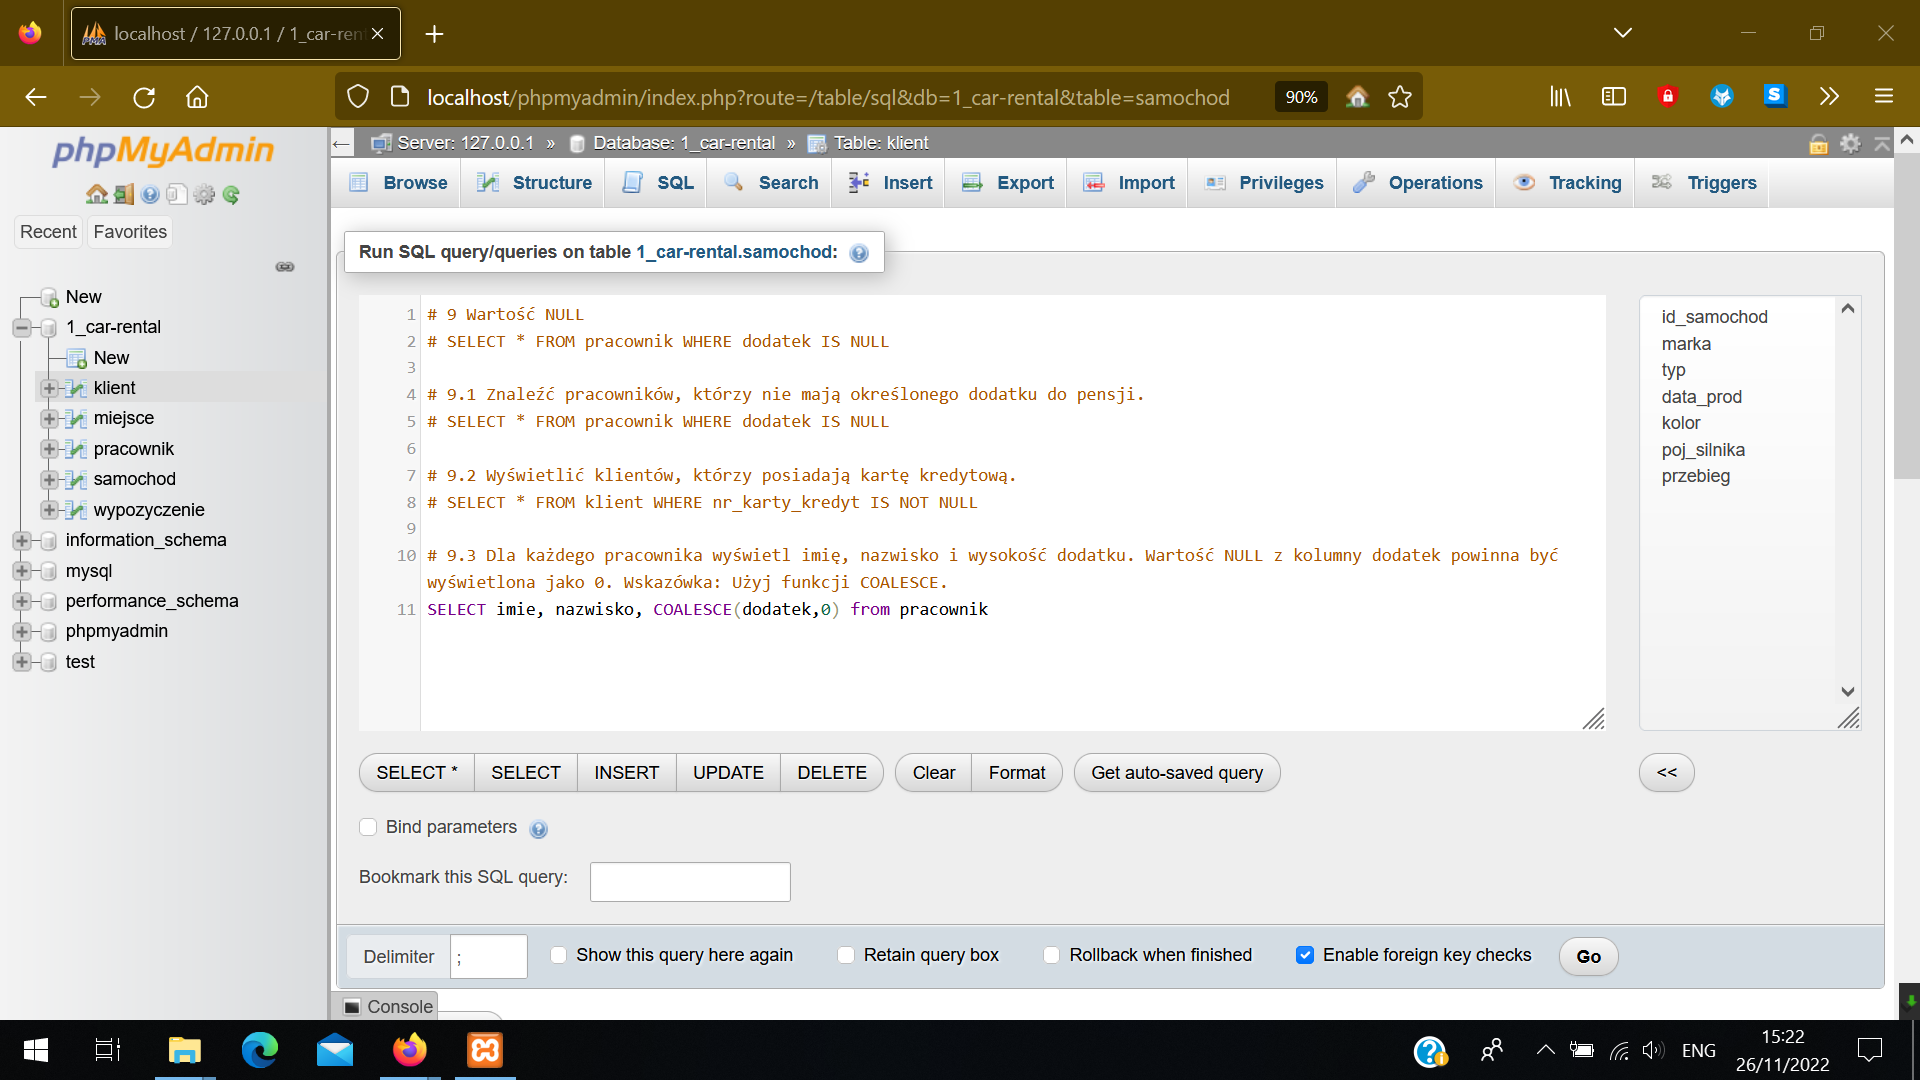 localhost / 127.0.0.1 / 1_car-ren
localhost/phpmyadmin/index.php?route=/table/sql&db=1_car-rental&table=samochod
90%
phpMyAdmin
Recent
Favorites
New
1_car-rental
New
klient
miejsce
pracownik
samochod
wypozyczenie
information_schema
mysql
performance_schema
phpmyadmin
test
Server: 127.0.0.1 » Database: 1_car-rental » Table: klient
Browse Structure SQL Search Insert Export Import Privileges Operations Tracking Triggers
Run SQL query/queries on table 1_car-rental.samochod:
1 # 9 Wartość NULL
2 # SELECT * FROM pracownik WHERE dodatek IS NULL
3
4 # 9.1 Znaleźć pracowników, którzy nie mają określonego dodatku do pensji.
5 # SELECT * FROM pracownik WHERE dodatek IS NULL
6
7 # 9.2 Wyświetlić klientów, którzy posiadają kartę kredytową.
8 # SELECT * FROM klient WHERE nr_karty_kredyt IS NOT NULL
9
10 # 9.3 Dla każdego pracownika wyświetl imię, nazwisko i wysokość dodatku. Wartość NULL z kolumny dodatek powinna być
wyświetlona jako 0. Wskazówka: Użyj funkcji COALESCE.
11 SELECT imie, nazwisko, COALESCE(dodatek,0) from pracownik
id_samochod
marka
typ
data_prod
kolor
poj_silnika
przebieg
SELECT * SELECT INSERT UPDATE DELETE Clear Format Get auto-saved query <<
Bind parameters
Bookmark this SQL query:
Delimiter ; Show this query here again Retain query box Rollback when finished Enable foreign key checks Go
Console
ENG
15:22
26/11/2022